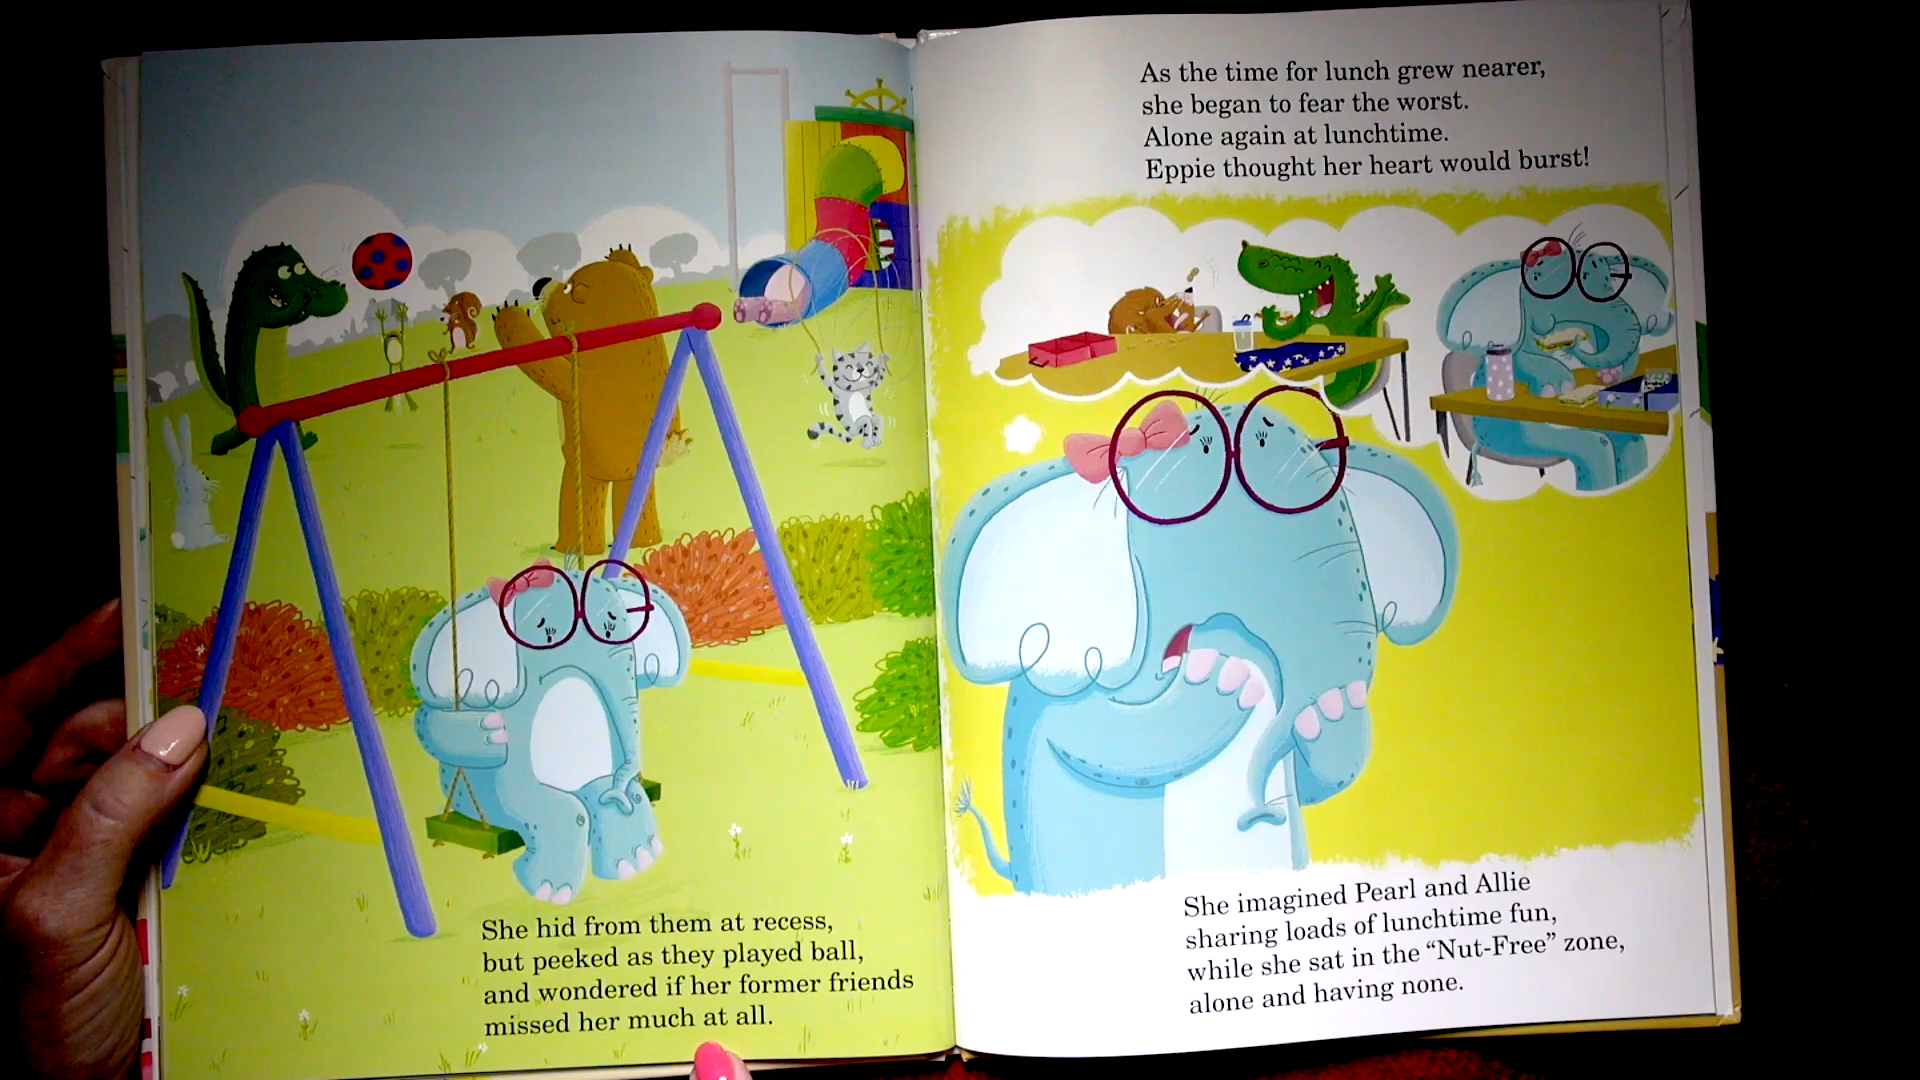 She hid from them at recess,
but peeked as they played ball,
and wondered if her former friends
missed her much at all.
As the time for lunch grew nearer,
she began to fear the worst.
Alone again at lunchtime.
Eppie thought her heart would burst!
She imagined Pearl and Allie
sharing loads of lunchtime fun,
while she sat in the “Nut-Free” zone,
alone and having none.